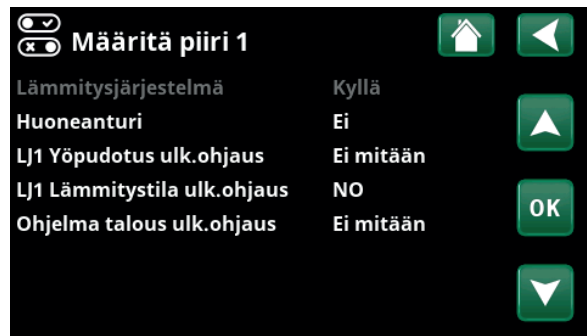 Määritä piiri 1
Lämmitysjärjestelmä Kyllä
Huoneanturi Ei
LJ1 Yöpudotus ulk.ohjaus Ei mitään
LJ1 Lämmitystila ulk.ohjaus NO
Ohjelma talous ulk.ohjaus Ei mitään
OK